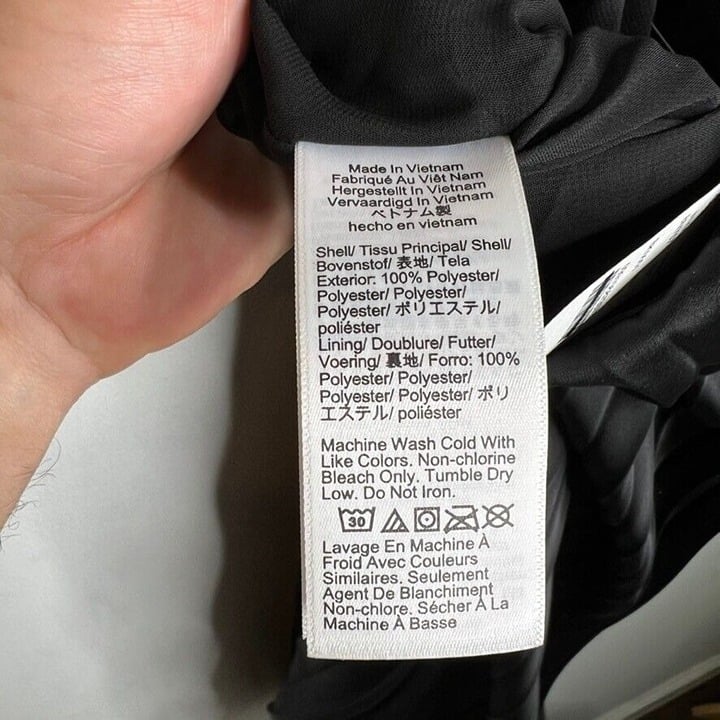 Made In Vietnam
Fabriqué Au Viêt Nam
Hergestellt In Vietnam
Vervaardigd In Vietnam
ベトナム製
hecho en vietnam
Shell/ Tissu Principal/ Shell/
Bovenstof/ 表地/ Tela
Exterior: 100% Polyester/
Polyester/ Polyester/
Polyester/ ポリエステル/
poliéster
Lining/ Doublure/ Futter/
Voering/ 裏地/ Forro: 100%
Polyester/ Polyester/
Polyester/ Polyester/ ポリ
エステル/ poliéster
Machine Wash Cold With
Like Colors. Non-chlorine
Bleach Only. Tumble Dry
Low. Do Not Iron.
30
Lavage En Machine À
Froid Avec Couleurs
Similaires. Seulement
Agent De Blanchiment
Non-chlore. Sécher À La
Machine À Basse